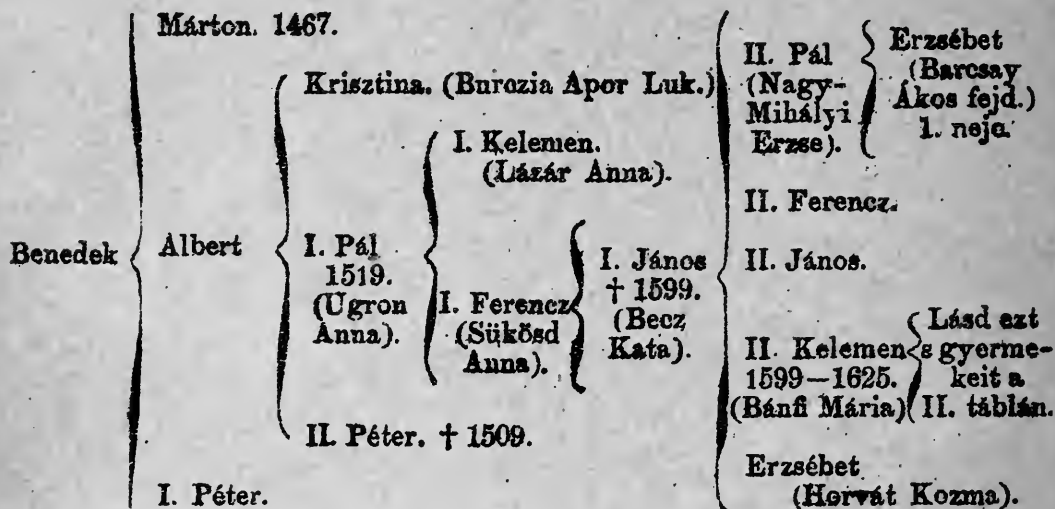 Márton. 1467.
Krisztina. (Burozia Apor Luk.)
I. Kelemen.
(Lázár Anna).
II. Pál
(Nagy-
Mihályi
Erzse).
Erzsébet
(Barcsay
Ákos fejd.)
1. neja.
II. Ferencz.
Benedek
Albert
I. Pál
1519.
(Ugron
Anna).
I. Ferencz
(Sükösd
Anna).
I. János
† 1599.
(Becz
Kata).
II. János.
II. Kelemen
1599—1625.
(Bánfi Mária)
Lásd ezt
s gyerme-
keit a
II. táblán.
II. Péter. † 1509.
Erzsébet
(Horvát Kozma).
I. Péter.